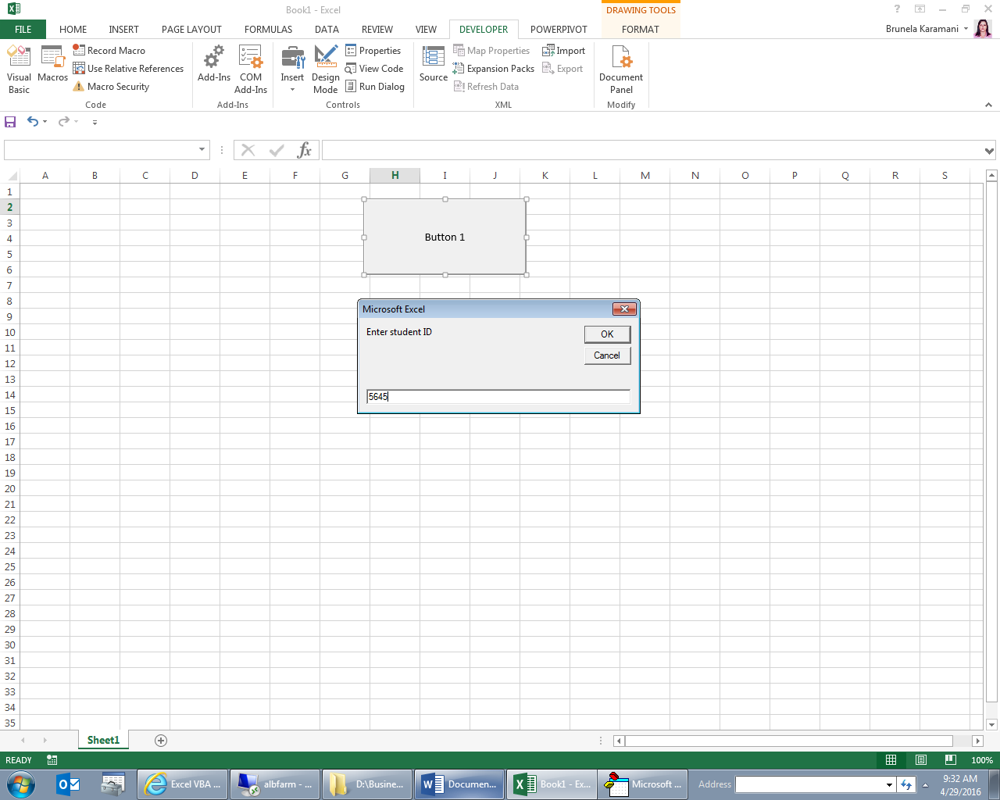 Book1 - Excel
DRAWING TOOLS
?
FILE HOME INSERT PAGE LAYOUT FORMULAS DATA REVIEW VIEW DEVELOPER POWERPIVOT FORMAT Brunela Karamani
Visual Basic
Macros
Record Macro
Use Relative References
Macro Security
Code
Add-Ins
COM Add-Ins
Add-Ins
Insert
Design Mode
Properties
View Code
Run Dialog
Controls
Source
Map Properties
Expansion Packs
Refresh Data
Import
Export
XML
Document Panel
Modify
fx
A B C D E F G H I J K L M N O P Q R S
1
2
3
4
5
6
7
8
9
10
11
12
13
14
15
16
17
18
19
20
21
22
23
24
25
26
27
28
29
30
31
32
33
34
35
Button 1
Microsoft Excel
Enter student ID
OK
Cancel
5645
Sheet1
READY
100%
Excel VBA ...
albfarm - ...
D:\Busine...
Documen...
Book1 - Ex...
Microsoft ...
Address
9:32 AM
4/29/2016